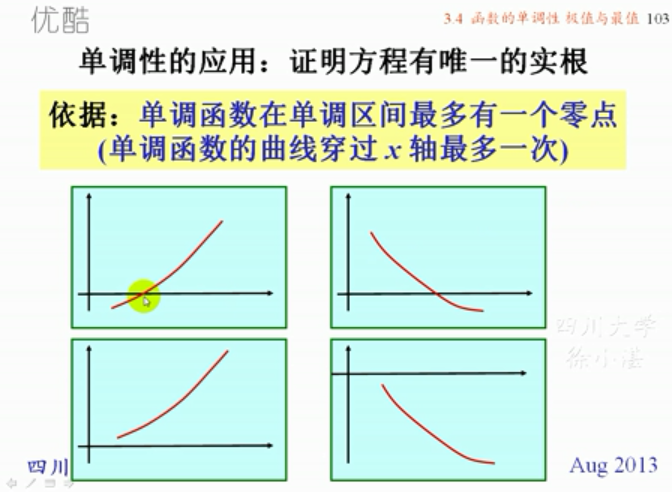 优酷
3.4 函数的单调性 极值与最值 103
单调性的应用：证明方程有唯一的实根
依据：单调函数在单调区间最多有一个零点
(单调函数的曲线穿过 x 轴最多一次)
四川大学
徐小湛
四川
Aug 2013